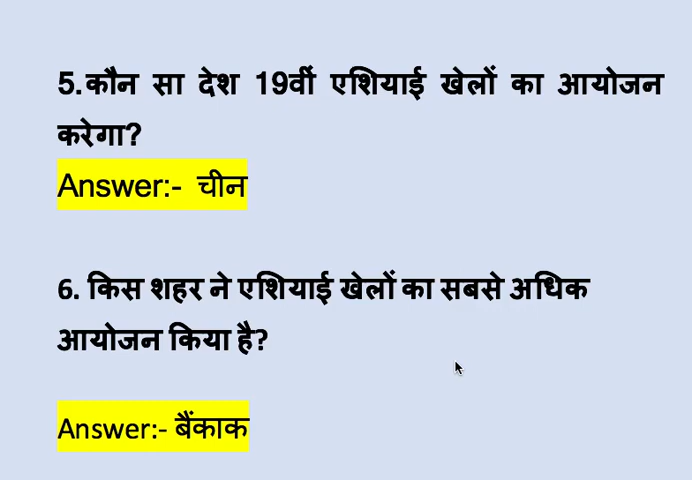 5.कौन सा देश 19वीं एशियाई खेलों का आयोजन
करेगा?
Answer:- चीन
6. किस शहर ने एशियाई खेलों का सबसे अधिक
आयोजन किया है?
Answer:- बैंकाक